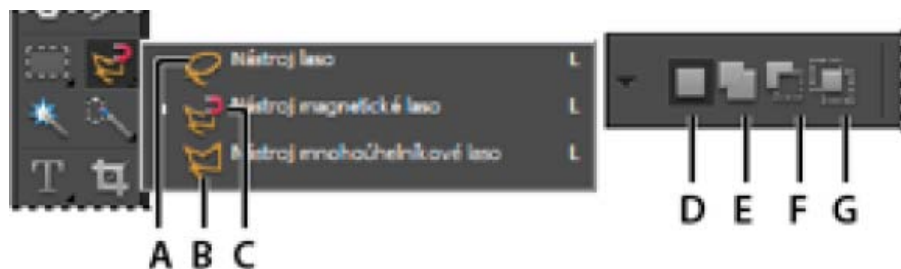 Nástroj laso L
Nástroj magnetické laso L
Nástroj mnohoúhelníkové laso L
T
D E F G
A B C